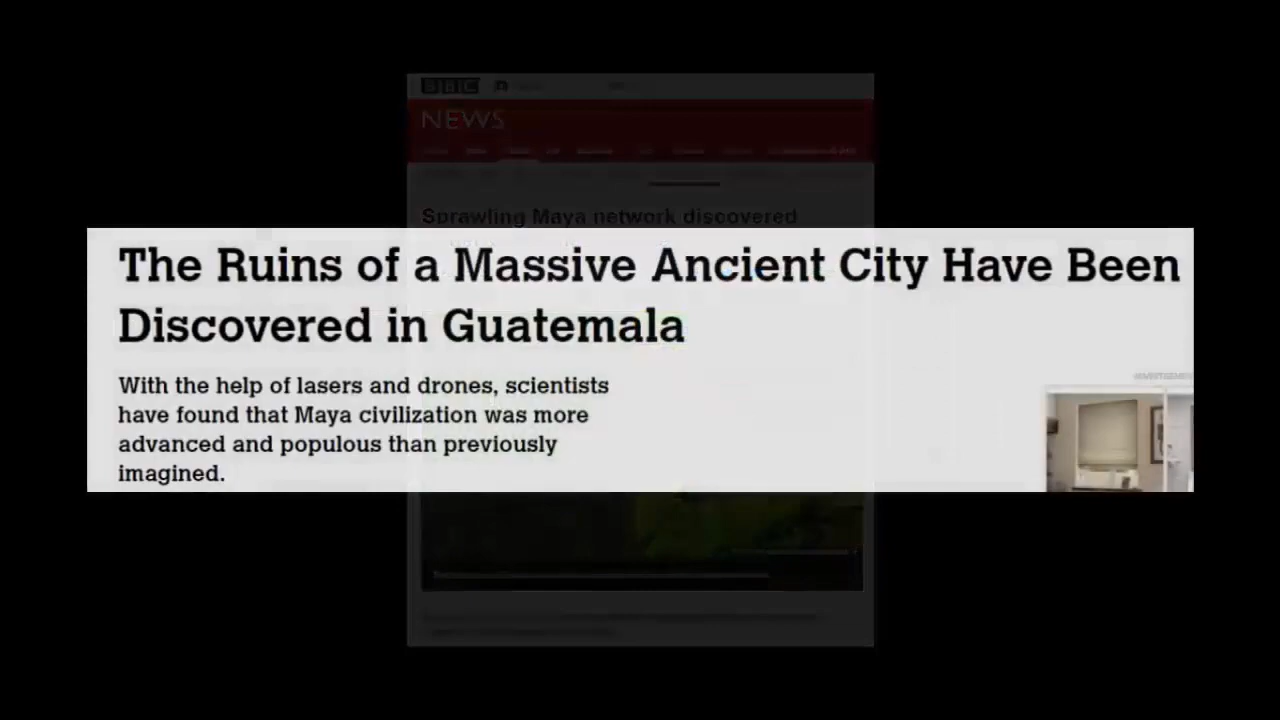 BBC
NEWS
Sprawling Maya network discovered
The Ruins of a Massive Ancient City Have Been
Discovered in Guatemala
With the help of lasers and drones, scientists
have found that Maya civilization was more
advanced and populous than previously
imagined.